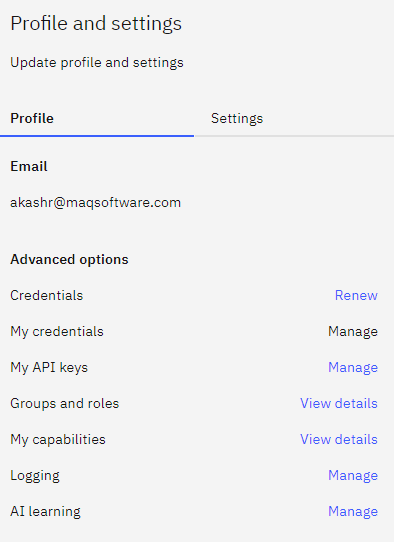 Profile and settings
Update profile and settings
Profile Settings
Email
akashr@maqsoftware.com
Advanced options
Credentials Renew
My credentials Manage
My API keys Manage
Groups and roles View details
My capabilities View details
Logging Manage
AI learning Manage